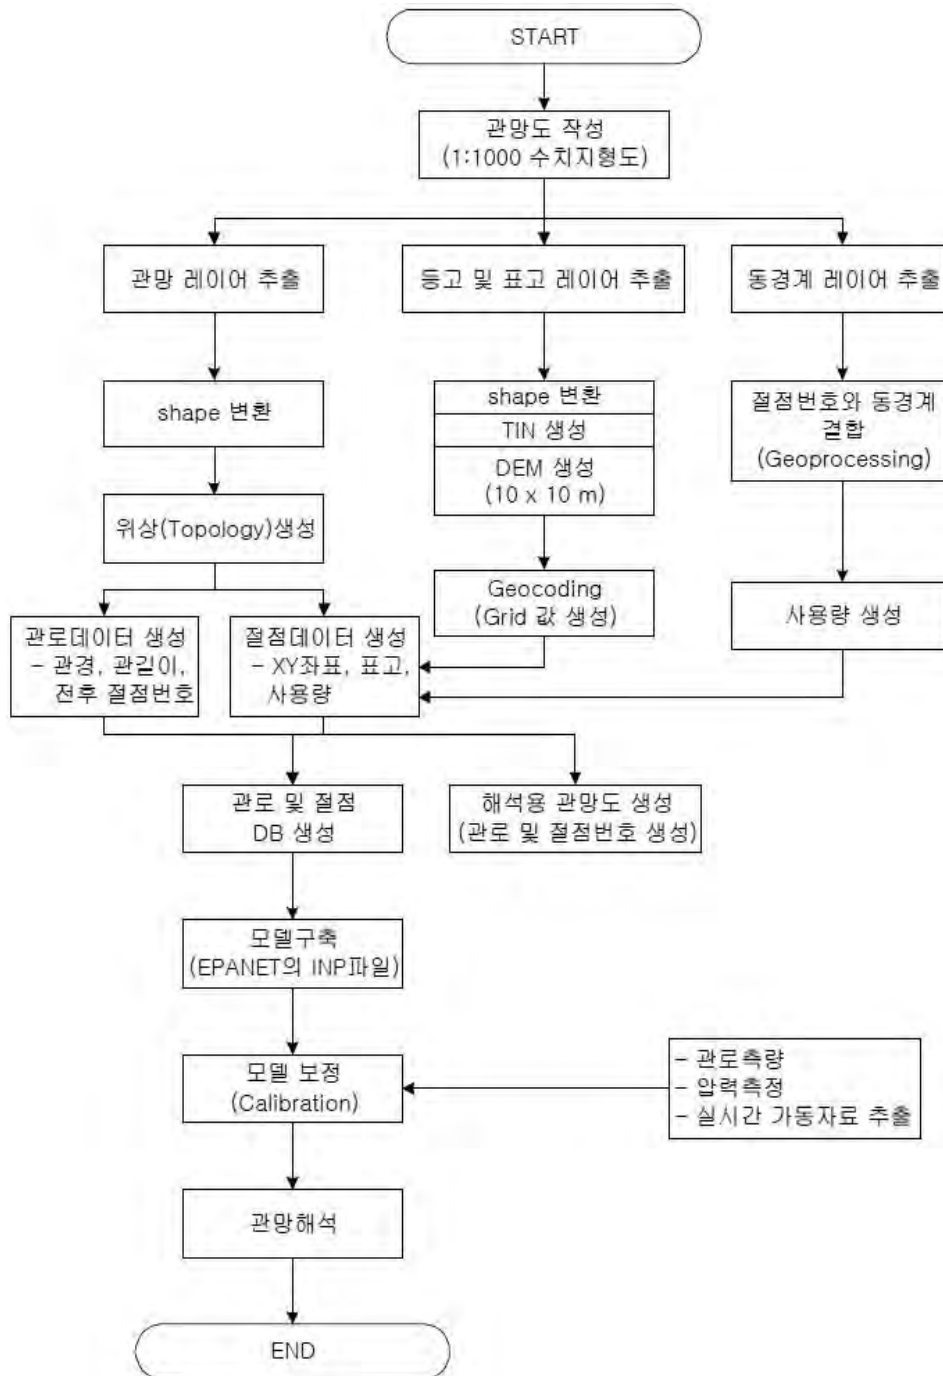 START
관망도 작성
(1:1000 수치지형도)
관망 레이어 추출
등고 및 표고 레이어 추출
동경계 레이어 추출
shape 변환
shape 변환
TIN 생성
DEM 생성
(10 x 10 m)
절점번호와 동경계
결합
(Geoprocessing)
위상(Topology)생성
Geocoding
(Grid 값 생성)
사용량 생성
관로데이터 생성
- 관경, 관길이,
전후 절점번호
절점데이터 생성
- XY좌표, 표고,
사용량
관로 및 절점
DB 생성
해석용 관망도 생성
(관로 및 절점번호 생성)
모델구축
(EPANET의 INP파일)
모델 보정
(Calibration)
- 관로측량
- 압력측정
- 실시간 가동자료 추출
관망해석
END